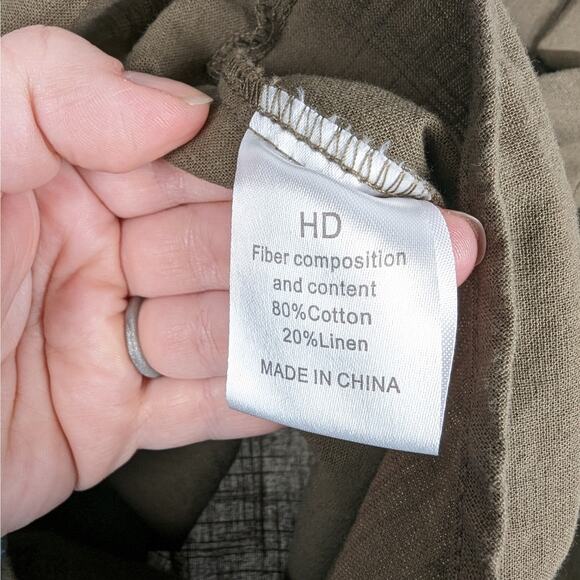 HD
Fiber composition
and content
80%Cotton
20%Linen
MADE IN CHINA